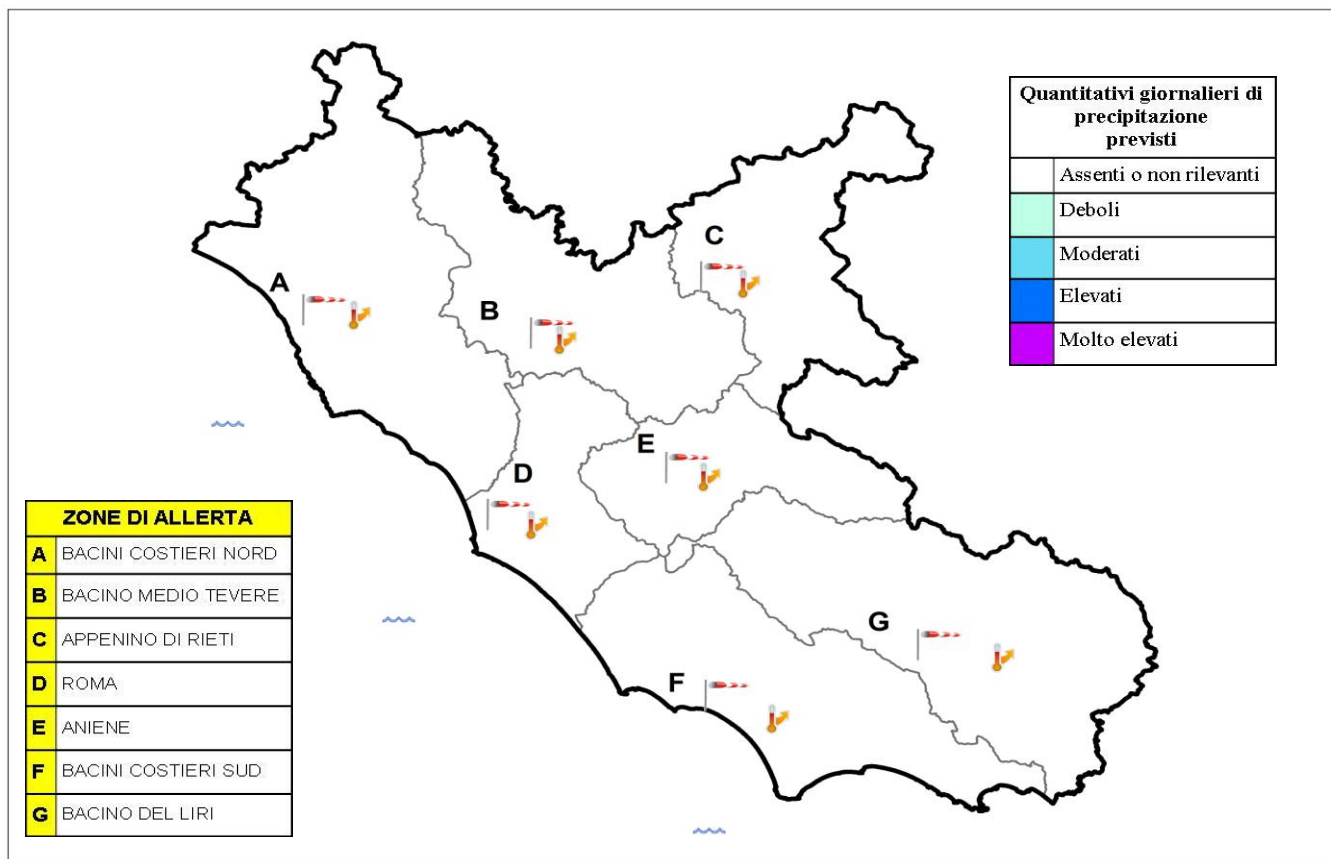 Quantitativi giornalieri di
precipitazione
previsti
Assenti o non rilevanti
Deboli
Moderati
Elevati
Molto elevati
C
A
B
E
D
G
F
ZONE DI ALLERTA
A BACINI COSTIERI NORD
B BACINO MEDIO TEVERE
C APPENINO DI RIETI
D ROMA
E ANIENE
F BACINI COSTIERI SUD
G BACINO DEL LIRI